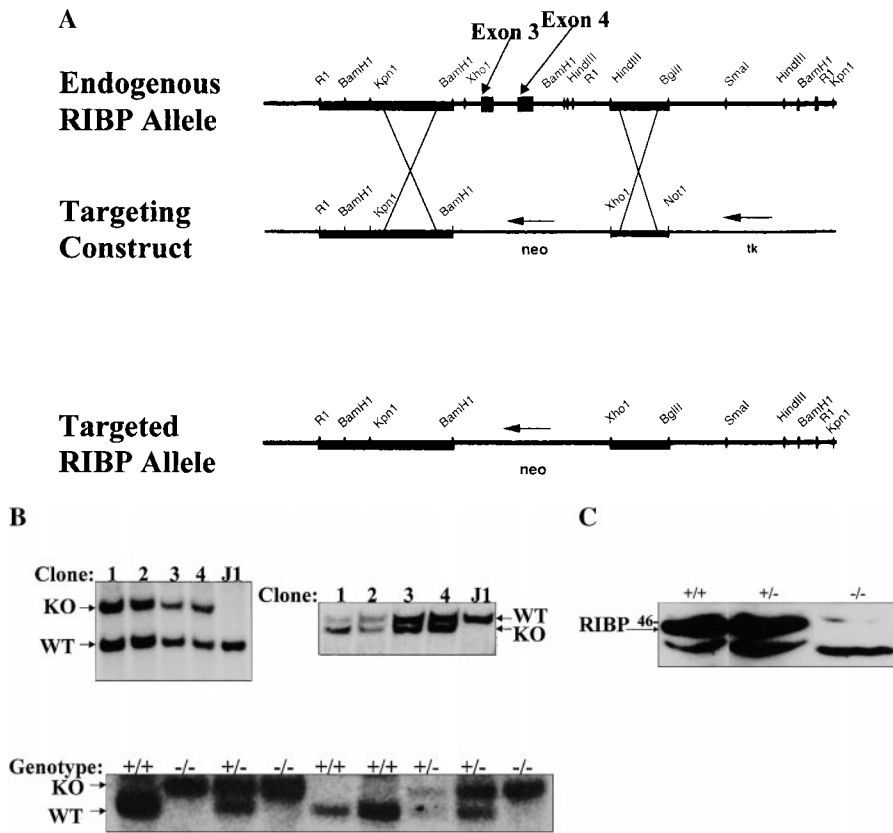 A
Exon 3 Exon 4
Endogenous RIBP Allele
R1 BamH1 Kpn1 BamH1 Xho1 BamH1 HindIII R1 HindIII BglII SmaI HindIII BamH1 R1 Kpn1
Targeting Construct
R1 BamH1 Kpn1 BamH1 Xho1 Not1
neo tk
Targeted RIBP Allele
R1 BamH1 Kpn1 BamH1 Xho1 BglII SmaI HindIII BamH1 R1 Kpn1
neo
B
Clone: 1 2 3 4 J1
KO
WT
Clone: 1 2 3 4 J1
WT
KO
Genotype: +/+ -/- +/- -/- +/+ +/+ +/- +/- -/-
KO
WT
C
+/+ +/- -/-
RIBP 46-